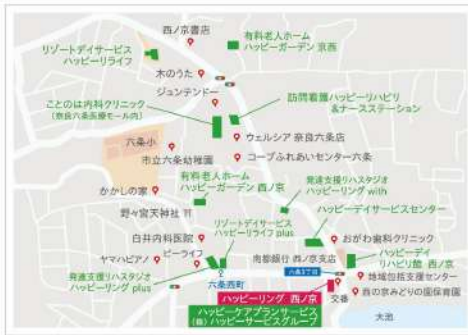 西ノ京書店
有料老人ホーム
ハッピーガーデン 京西
リゾートデイサービス
ハッピーリライフ
木のうた
ジュンテンドー
訪問看護ハッピーリハビリ
&ナースステーション
ことのは内科クリニック
(奈良六条医療モール内)
ウェルシア 奈良六条店
六条小
市立六条幼稚園
コープふれあいセンター六条
有料老人ホーム
ハッピーガーデン 西ノ京
発達支援リハスタジオ
ハッピーリング with
かかしの家
野々宮天神社
リゾートデイサービス
ハッピーリライフ plus
ハッピーデイサービスセンター
白井内科医院
おがわ歯科クリニック
ピーライフ
ヤマハピアノ
南都銀行 西ノ京支店
ハッピーデイ
リハビリ館 西ノ京
発達支援リハスタジオ
ハッピーリング plus
六条西町
六条3丁目
地域包括支援センター
ハッピーリング 西ノ京
交番
西の京みどりの園保育園
ハッピーケアプランサービス
(株) ハッピーサービスグループ
大池